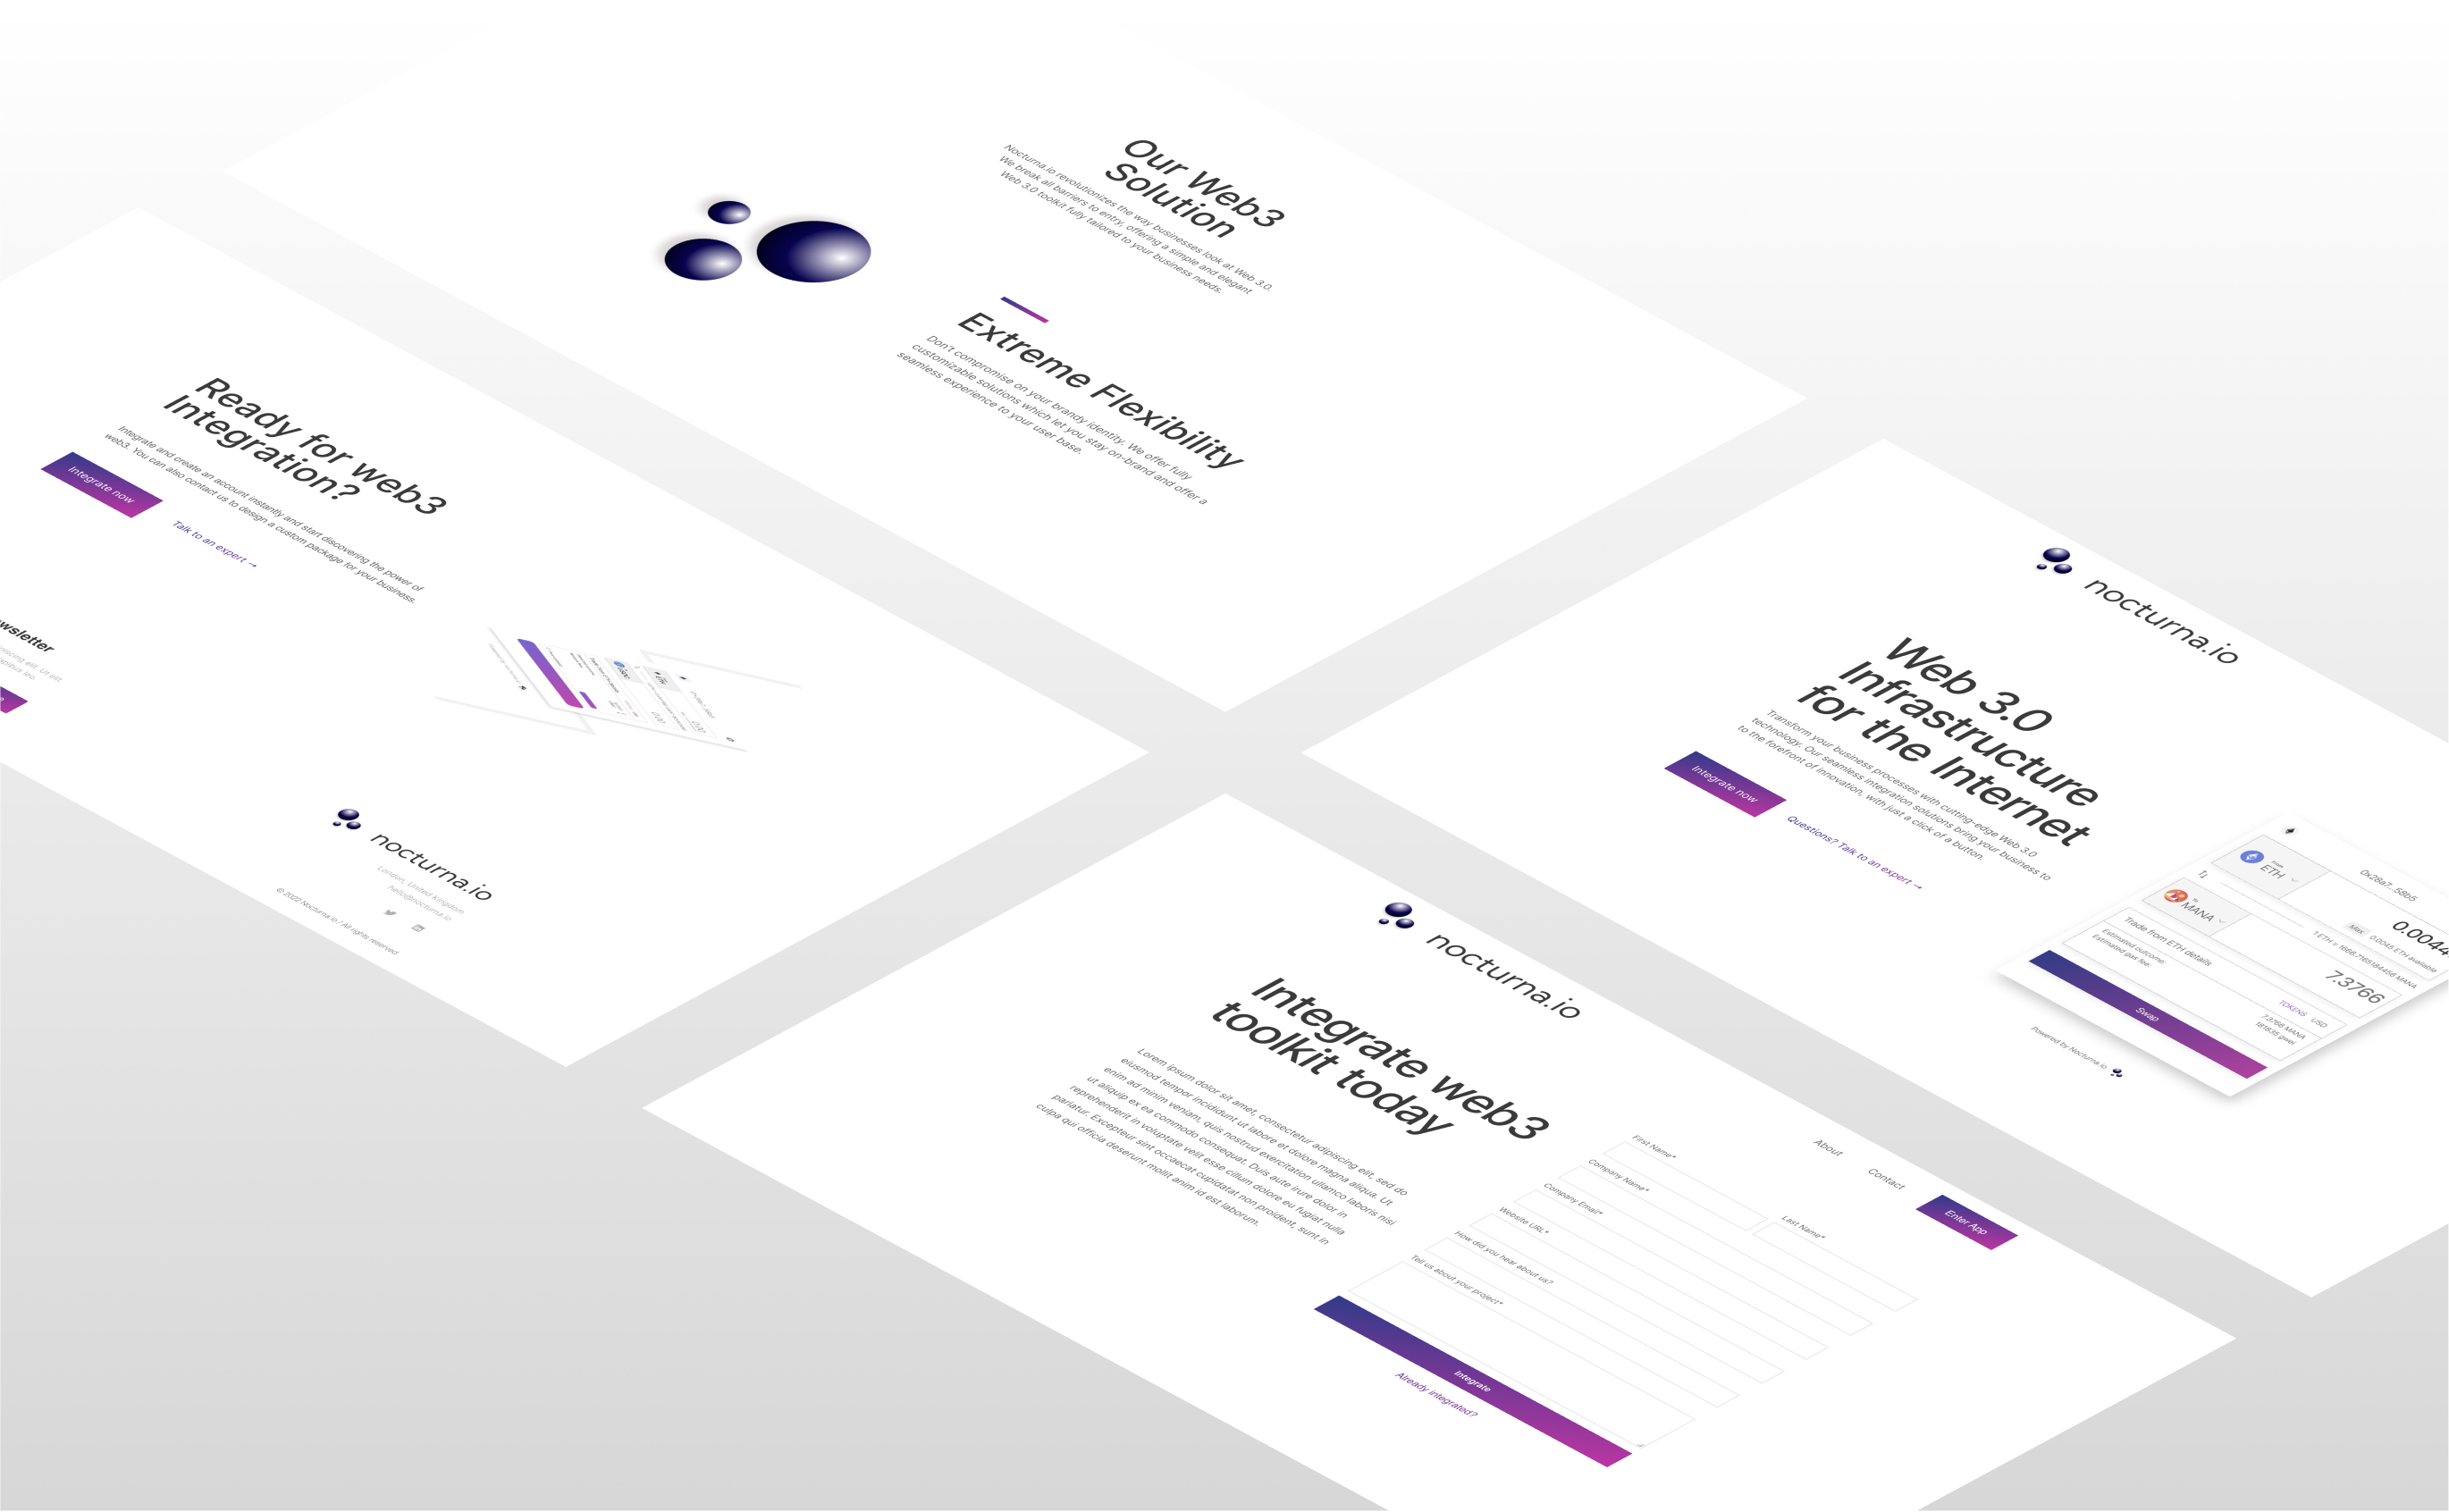 Our Web3
Solution
Nocturna.io revolutionizes the way businesses look at Web 3.0.
We break all barriers to entry, offering a simple and elegant
Web 3.0 toolkit fully tailored to your business needs.
Extreme Flexibility
Don't compromise on your brandy identity. We offer fully
customizable solutions which let you stay on-brand and offer a
seamless experience to your user base.
Ready for web3
Integration?
Integrate and create an account instantly and start discovering the power of
web3. You can also contact us to design a custom package for your business.
Integrate now
Talk to an expert →
nocturna.io
London, United Kingdom
hello@nocturna.io
© 2022 Nocturna.io / All rights reserved
nocturna.io
Web 3.0
Infrastructure
for the Internet
Transform your business processes with cutting-edge Web 3.0
technology. Our seamless integration solutions bring your business to
to the forefront of innovation, with just a click of a button.
Integrate now
Questions? Talk to an expert →
0x28a7...58b5
From
ETH
0.0044
Max
0.0045 ETH available
1 ETH = 1666.7165164456 MANA
To
MANA
7.3766
Trade from ETH details
TOKENS USD
Estimated outcome:
7.3766 MANA
Estimated gas fee:
181635 gwei
Swap
Powered by Nocturna.io
nocturna.io
About
Contact
Enter App
Integrate web3
toolkit today
Lorem ipsum dolor sit amet, consectetur adipiscing elit, sed do
eiusmod tempor incididunt ut labore et dolore magna aliqua. Ut
enim ad minim veniam, quis nostrud exercitation ullamco laboris nisi
ut aliquip ex ea commodo consequat. Duis aute irure dolor in
reprehenderit in voluptate velit esse cillum dolore eu fugiat nulla
pariatur. Excepteur sint occaecat cupidatat non proident, sunt in
culpa qui officia deserunt mollit anim id est laborum.
First Name*
Last Name*
Company Name*
Company Email*
Website URL*
How did you hear about us?
Tell us about your project*
Integrate
Already integrated?